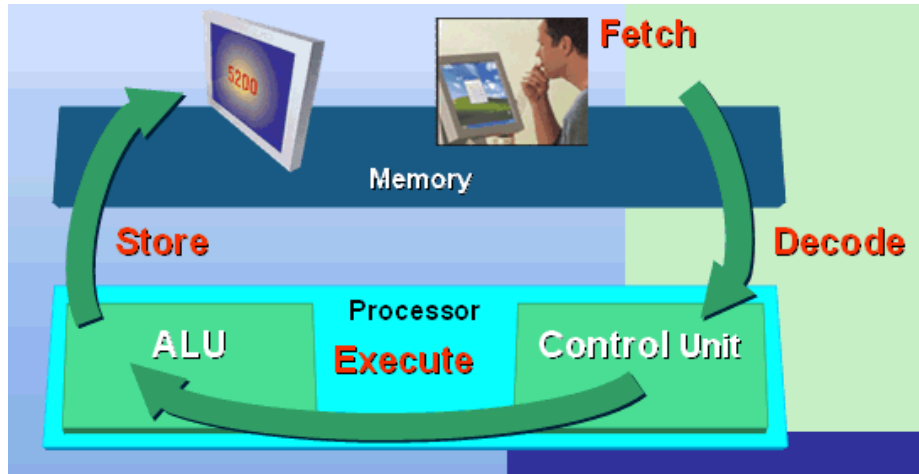 5200
Fetch
Memory
Store
Decode
Processor
ALU
Execute
Control Unit